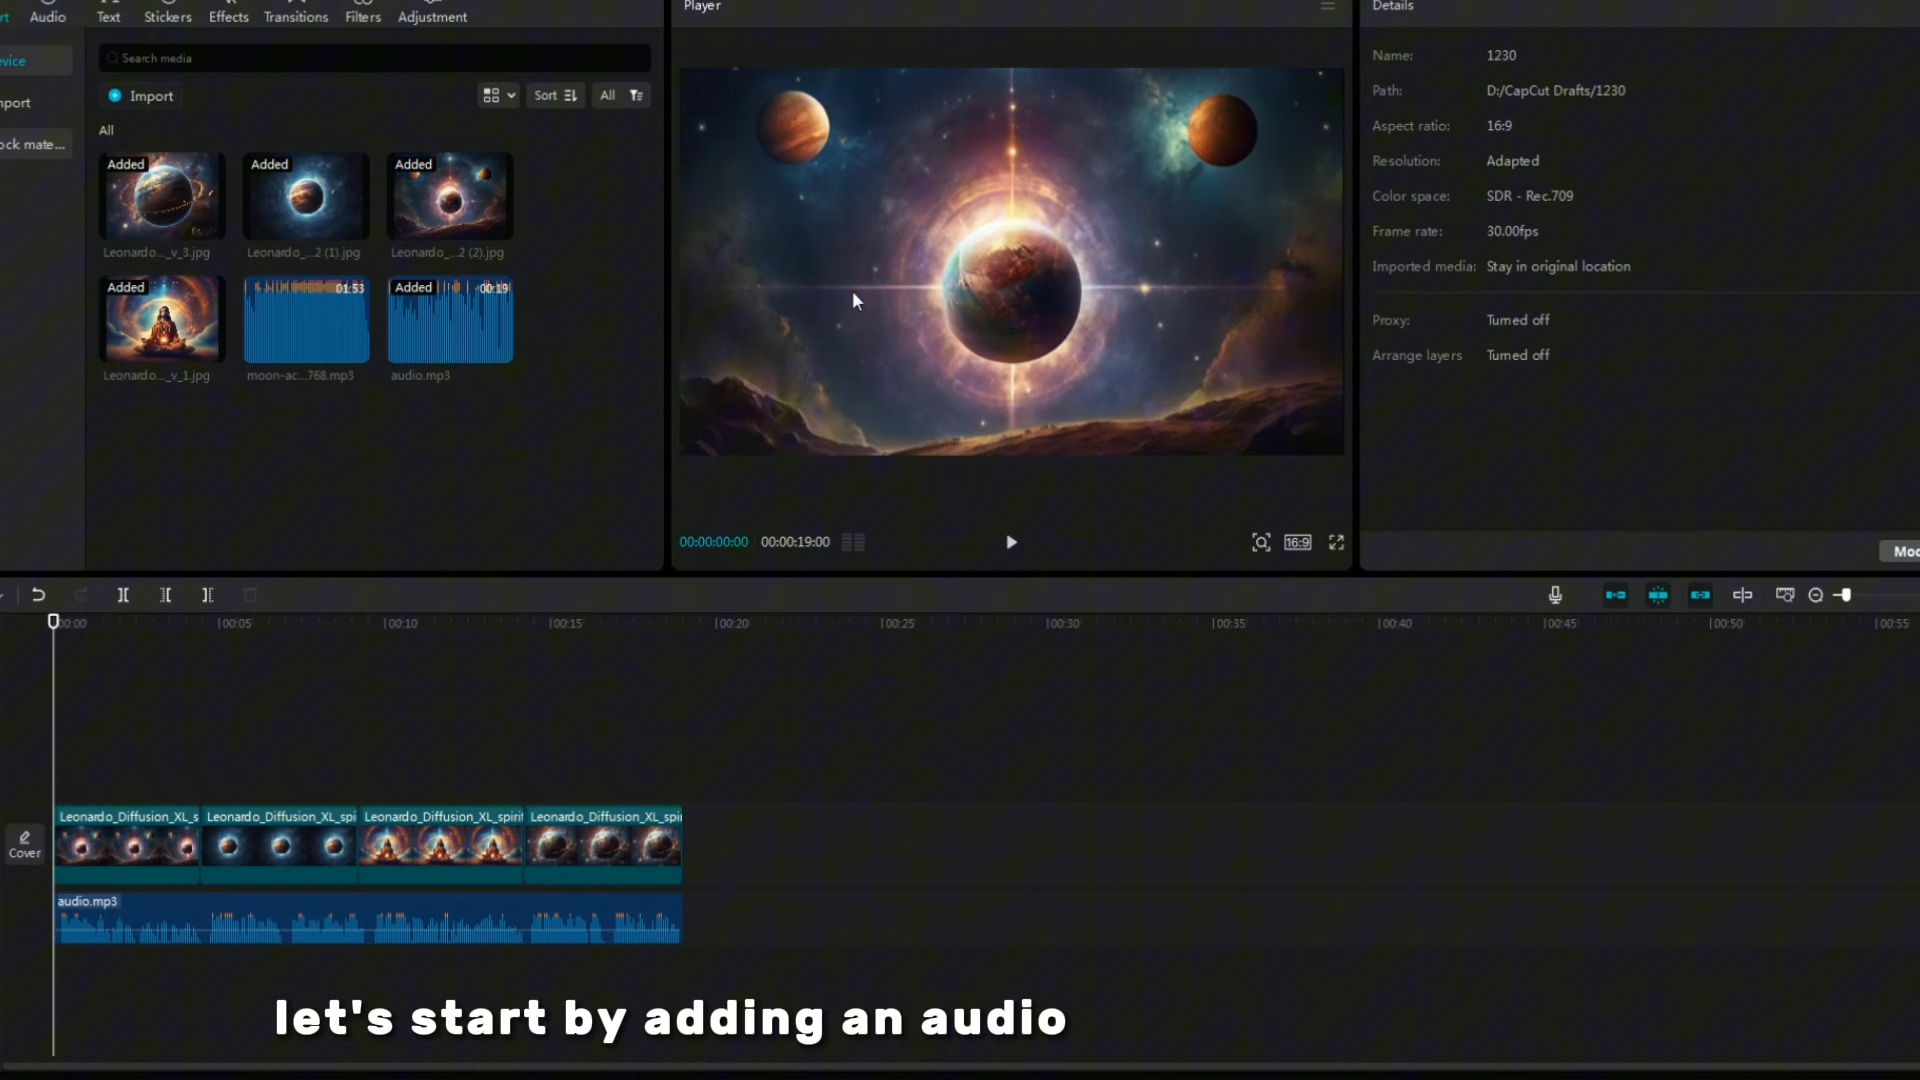 Audio
Text
Stickers
Effects
Transitions
Filters
Adjustment
Player
Details
evice
mport
ock mate...
Search media
Import
Sort
All
All
Added
Added
Added
Leonardo..._v_3.jpg
Leonardo_...2 (1).jpg
Leonardo_...2 (2).jpg
Added
01:53
Added
00:19
Leonardo..._v_1.jpg
moon-ac...768.mp3
audio.mp3
00:00:00:00
00:00:19:00
16:9
Name: 1230
Path: D:/CapCut Drafts/1230
Aspect ratio: 16:9
Resolution: Adapted
Color space: SDR - Rec.709
Frame rate: 30.00fps
Imported media: Stay in original location
Proxy: Turned off
Arrange layers Turned off
Moo
00:00
00:05
00:10
00:15
00:20
00:25
00:30
00:35
00:40
00:45
00:50
00:55
Cover
Leonardo_Diffusion_XL_s
Leonardo_Diffusion_XL_spi
Leonardo_Diffusion_XL_spirit
Leonardo_Diffusion_XL_spi
audio.mp3
let's start by adding an audio